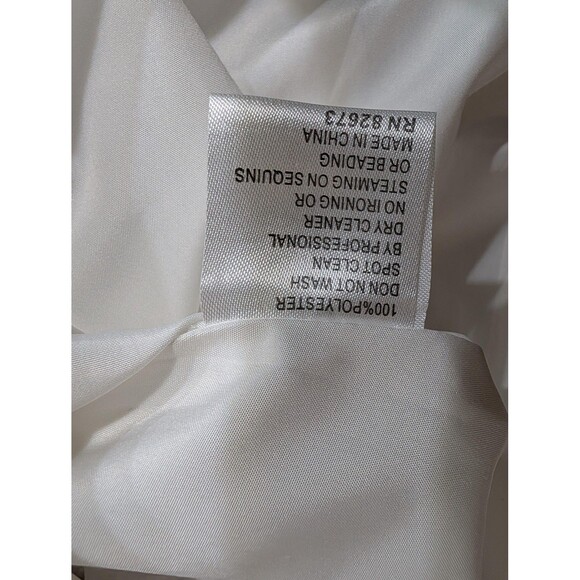 100%POLYESTER
DON NOT WASH
SPOT CLEAN
BY PROFESSIONAL
DRY CLEANER
NO IRONING OR
STEAMING ON SEQUINS
OR BEADING
MADE IN CHINA
RN 82673